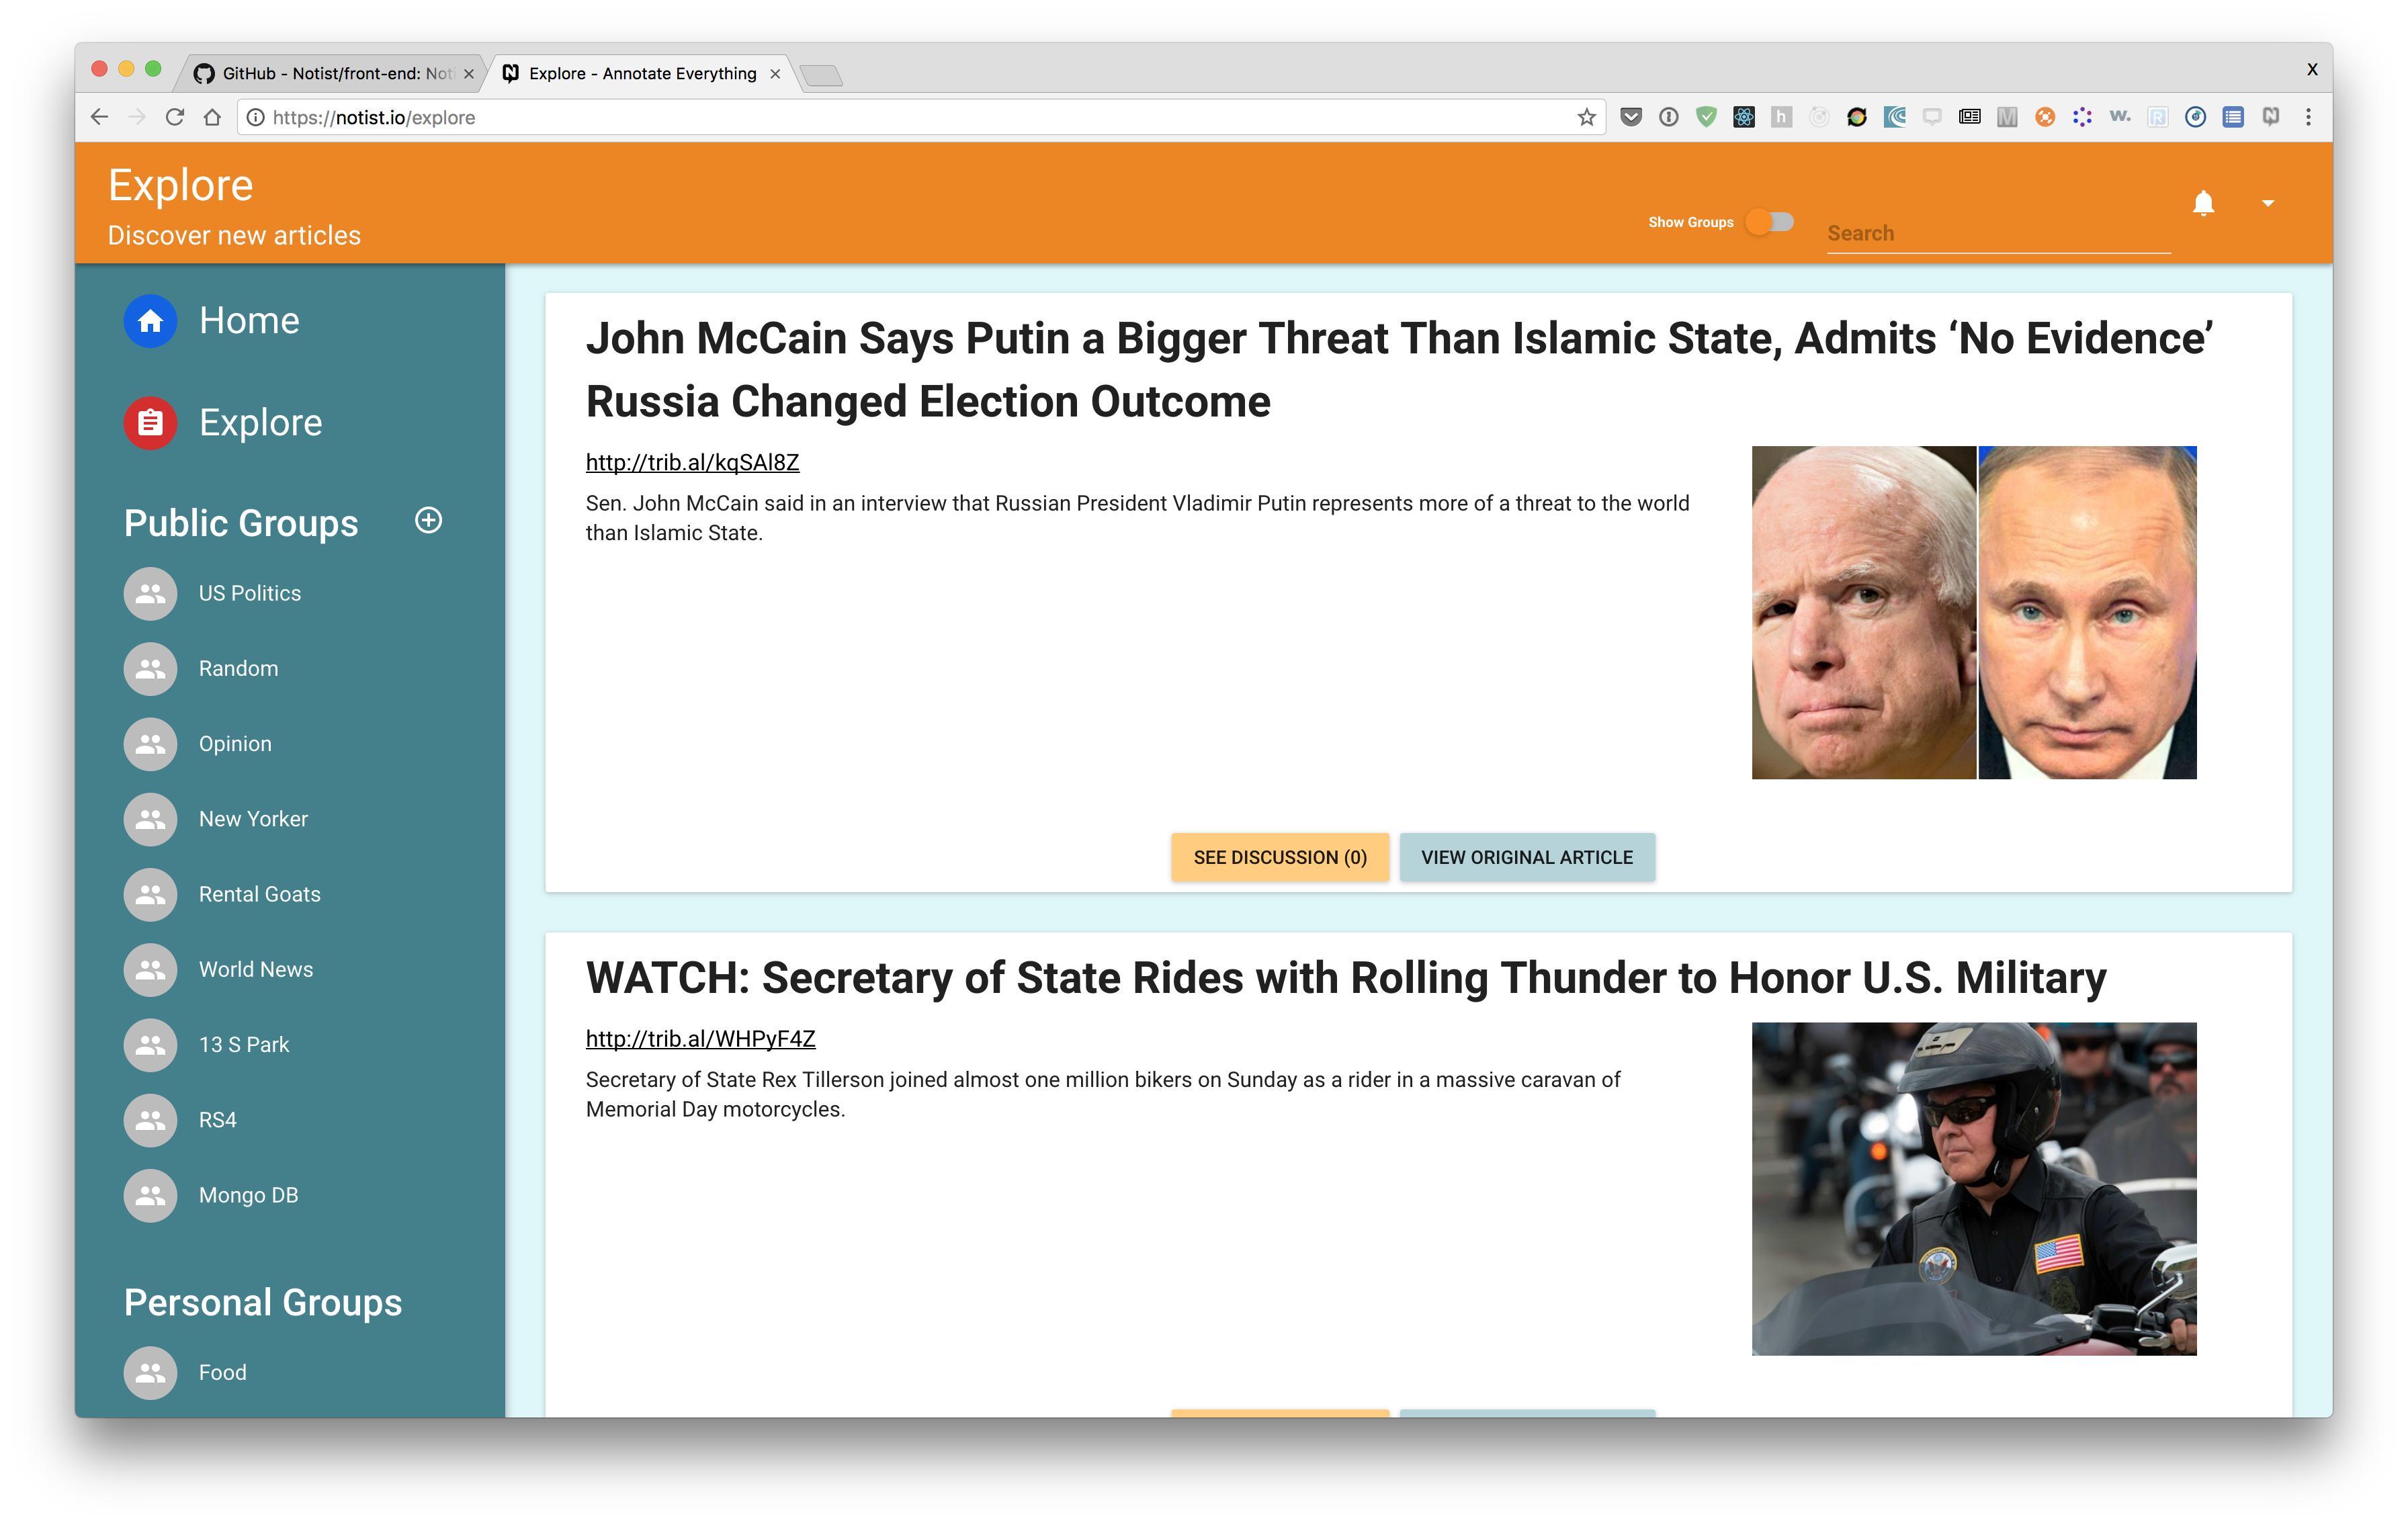 GitHub - Notist/front-end: Noti
Explore - Annotate Everything
X
https://notist.io/explore
h
M
w.
R
Explore
Discover new articles
Show Groups
Search
Home
Explore
Public Groups
US Politics
Random
Opinion
New Yorker
Rental Goats
World News
13 S Park
RS4
Mongo DB
Personal Groups
Food
John McCain Says Putin a Bigger Threat Than Islamic State, Admits ‘No Evidence’
Russia Changed Election Outcome
http://trib.al/kqSAl8Z
Sen. John McCain said in an interview that Russian President Vladimir Putin represents more of a threat to the world
than Islamic State.
SEE DISCUSSION (0)
VIEW ORIGINAL ARTICLE
WATCH: Secretary of State Rides with Rolling Thunder to Honor U.S. Military
http://trib.al/WHPyF4Z
Secretary of State Rex Tillerson joined almost one million bikers on Sunday as a rider in a massive caravan of
Memorial Day motorcycles.